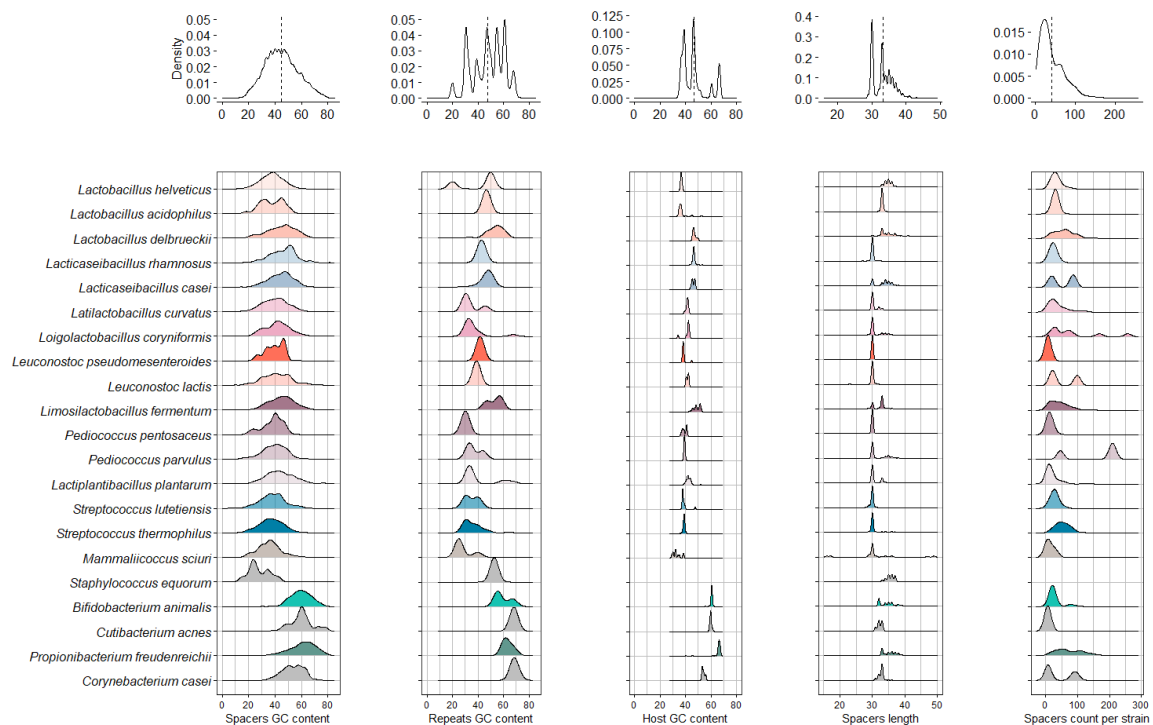 Density
0.05
0.04
0.03
0.02
0.01
0.00
0 20 40 60 80
0.05
0.04
0.03
0.02
0.01
0.00
0 20 40 60 80
0.125
0.100
0.075
0.050
0.025
0.000
0 20 40 60 80
0.4
0.3
0.2
0.1
0.0
20 30 40 50
0.015
0.010
0.005
0.000
0 100 200
Lactobacillus helveticus
Lactobacillus acidophilus
Lactobacillus delbrueckii
Lacticaseibacillus rhamnosus
Lacticaseibacillus casei
Latilactobacillus curvatus
Loigolactobacillus coryniformis
Leuconostoc pseudomesenteroides
Leuconostoc lactis
Limosilactobacillus fermentum
Pediococcus pentosaceus
Pediococcus parvulus
Lactiplantibacillus plantarum
Streptococcus lutetiensis
Streptococcus thermophilus
Mammaliicoccus sciuri
Staphylococcus equorum
Bifidobacterium animalis
Cutibacterium acnes
Propionibacterium freudenreichii
Corynebacterium casei
0 20 40 60 80
Spacers GC content
0 20 40 60 80
Repeats GC content
0 20 40 60 80
Host GC content
20 30 40 50
Spacers length
0 100 200 300
Spacers count per strain